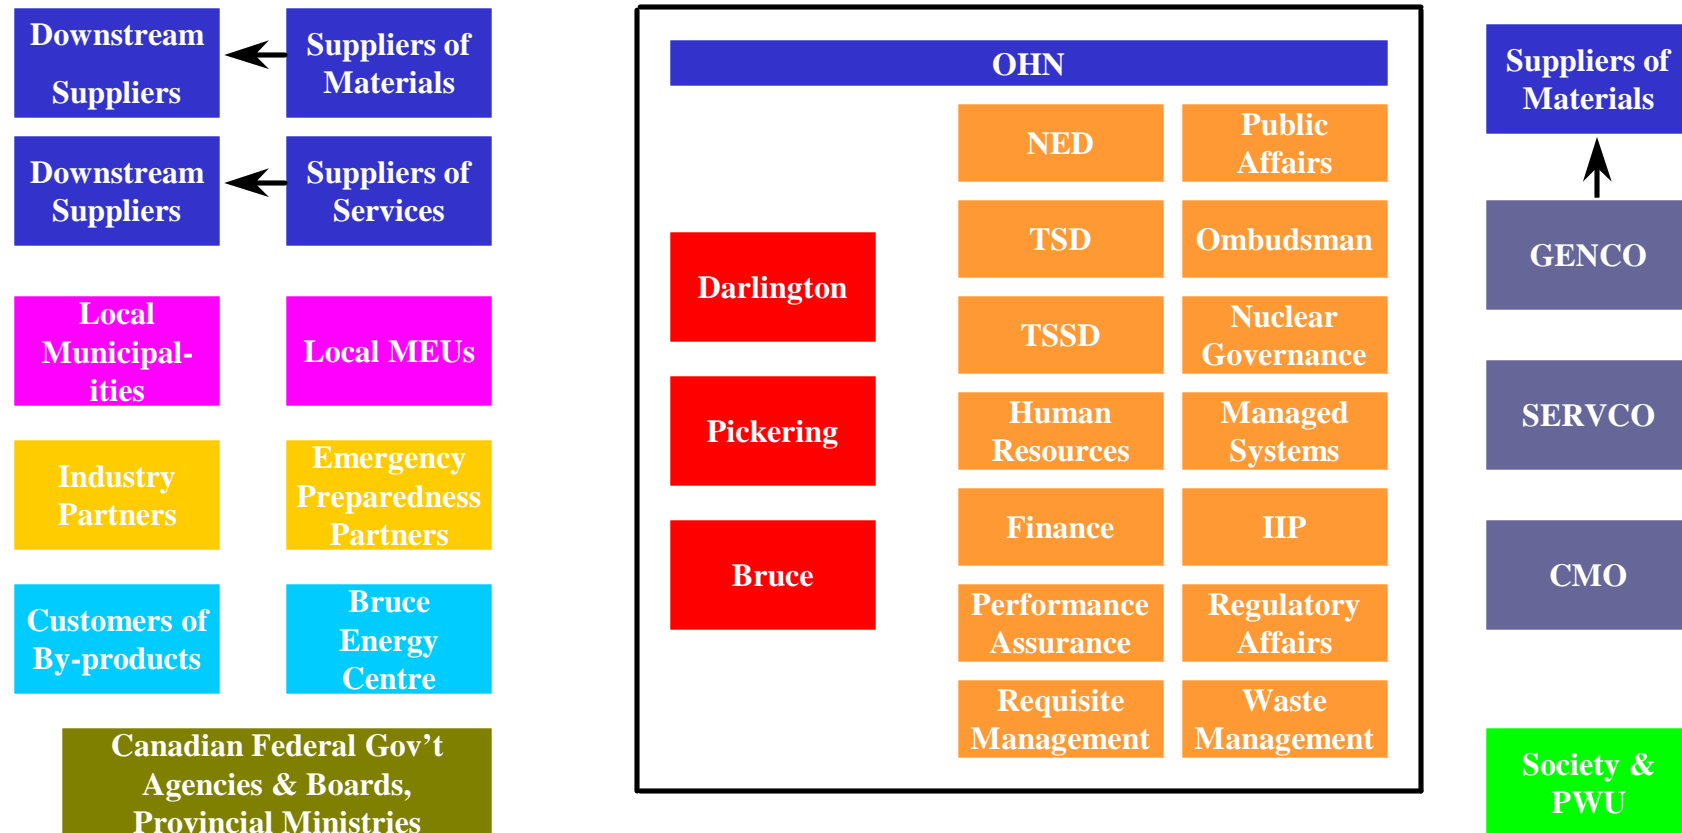 Downstream
Suppliers
Suppliers of
Materials
Downstream
Suppliers
Suppliers of
Services
Local
Municipal-
ities
Local MEUs
Industry
Partners
Emergency
Preparedness
Partners
Customers of
By-products
Bruce
Energy
Centre
Canadian Federal Gov’t
Agencies & Boards,
Provincial Ministries
OHN
Darlington
Pickering
Bruce
NED
Public
Affairs
TSD
Ombudsman
TSSD
Nuclear
Governance
Human
Resources
Managed
Systems
Finance
IIP
Performance
Assurance
Regulatory
Affairs
Requisite
Management
Waste
Management
Suppliers of
Materials
GENCO
SERVCO
CMO
Society &
PWU